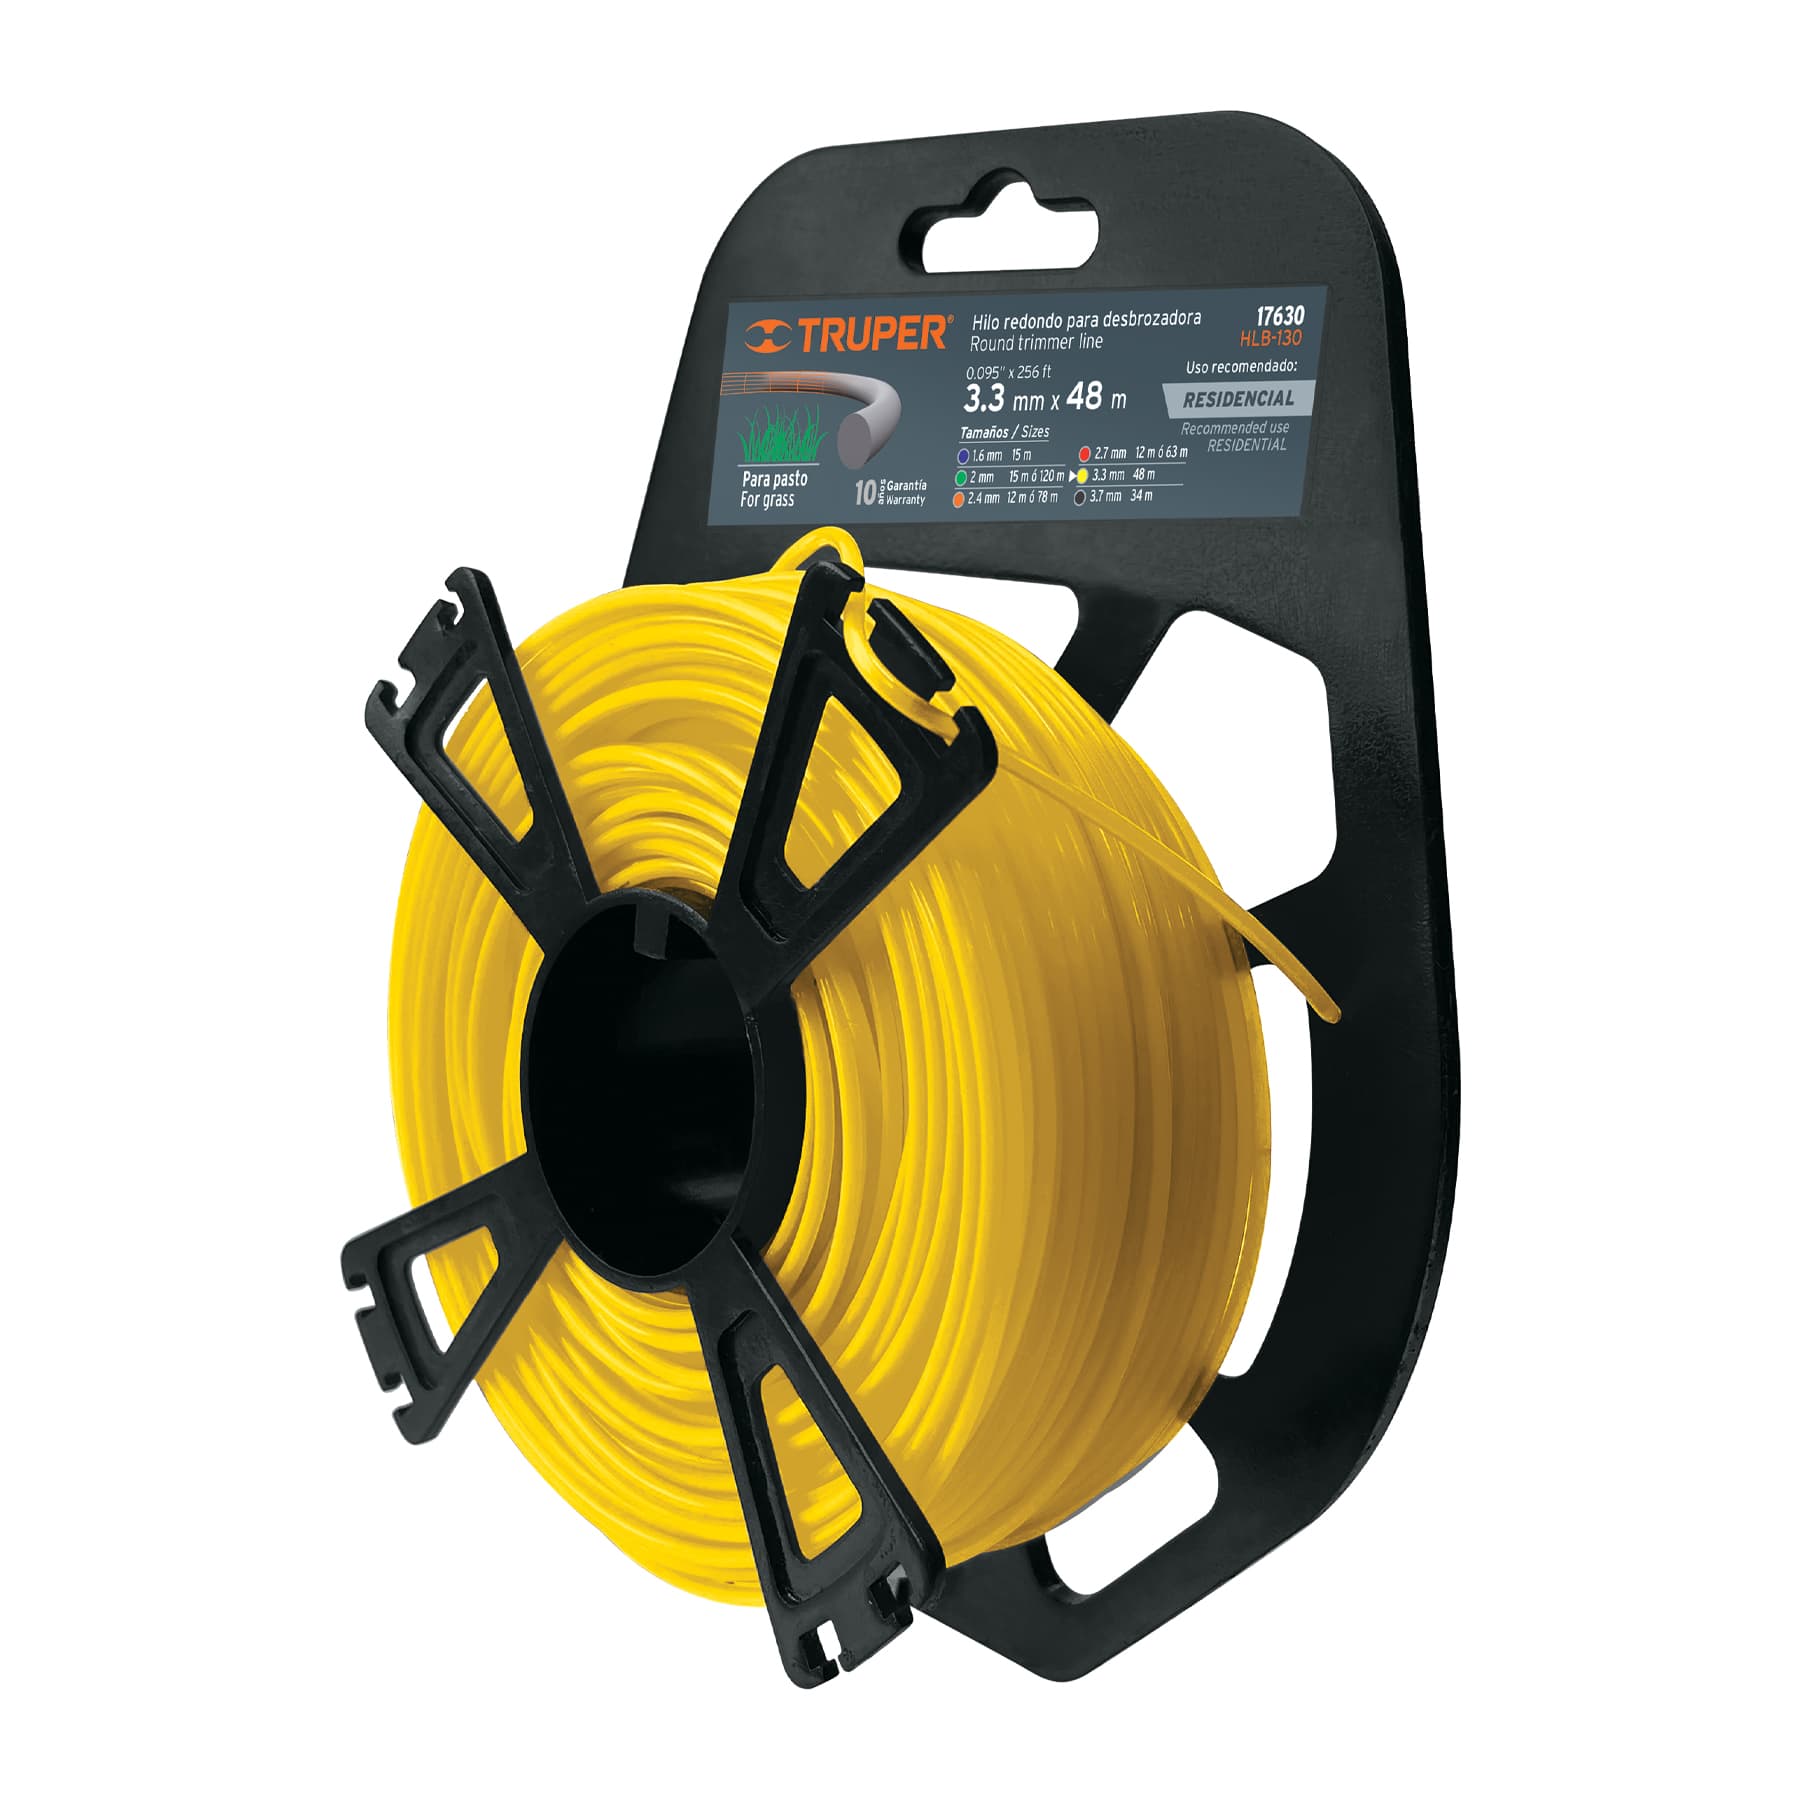 TRUPER®
Hilo redondo para desbrozadora
Round trimmer line
17630
HLB-130
0.095" x 256 ft
3.3 mm x 48 m
Uso recomendado:
RESIDENCIAL
Recommended use
RESIDENTIAL
Tamaños / Sizes
1.6 mm 15 m
2.7 mm 12 m ó 63 m
2 mm 15 m ó 120 m
3.3 mm 48 m
2.4 mm 12 m ó 78 m
3.7 mm 34 m
Para pasto
For grass
10 años Garantía
Warranty